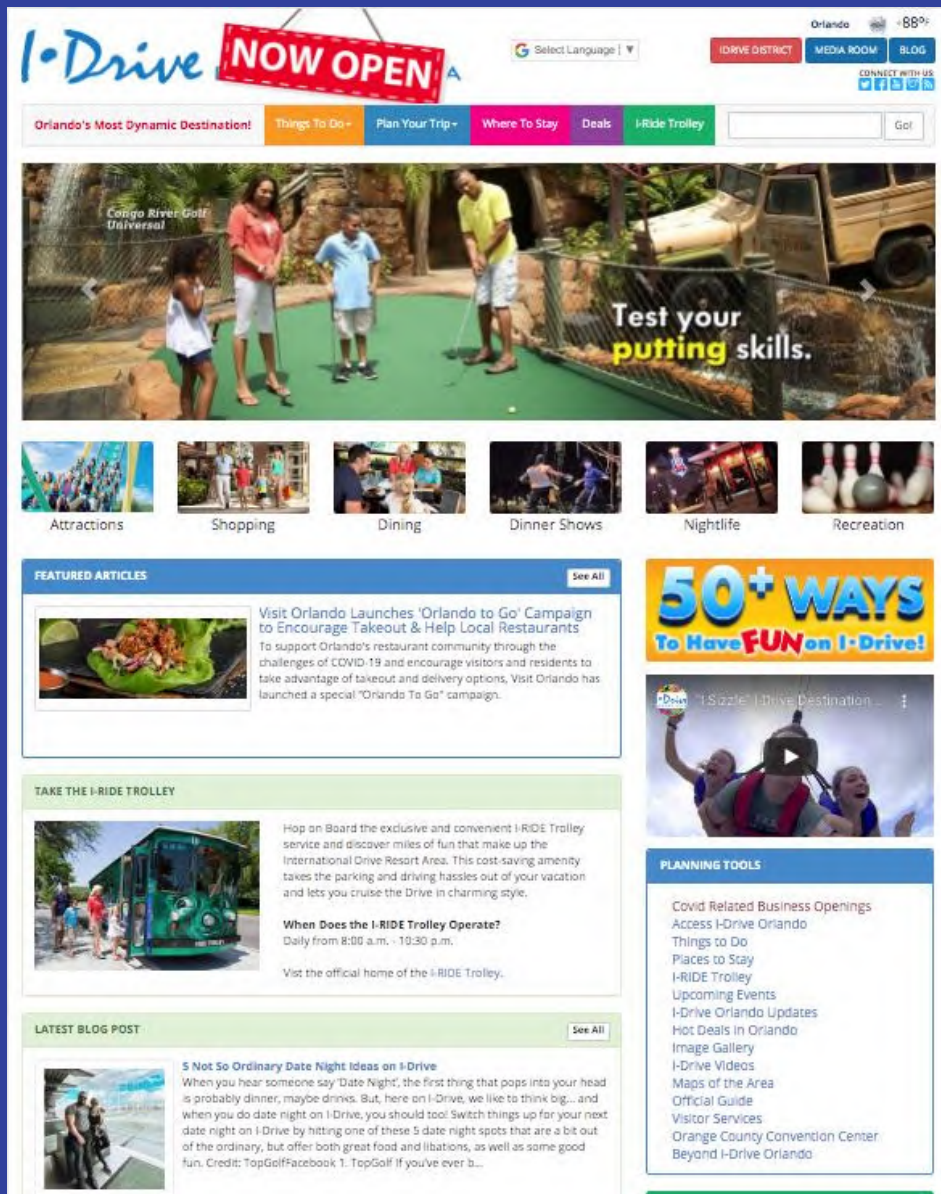 I•Drive
NOW OPEN
A
Select Language | ▼
Orlando 88°F
IDRIVE DISTRICT MEDIA ROOM BLOG
CONNECT WITH US:
Orlando's Most Dynamic Destination! Things To Do Plan Your Trip Where To Stay Deals I-Ride Trolley Go!
Congo River Golf
Universal
Test your
putting skills.
Attractions Shopping Dining Dinner Shows Nightlife Recreation
FEATURED ARTICLES See All
Visit Orlando Launches 'Orlando to Go' Campaign
to Encourage Takeout & Help Local Restaurants
To support Orlando's restaurant community through the
challenges of COVID-19 and encourage visitors and residents to
take advantage of takeout and delivery options, Visit Orlando has
launched a special "Orlando To Go" campaign.
TAKE THE I-RIDE TROLLEY
Hop on Board the exclusive and convenient I-RIDE Trolley
service and discover miles of fun that make up the
International Drive Resort Area. This cost-saving amenity
takes the parking and driving hassles out of your vacation
and lets you cruise the Drive in charming style.
When Does the I-RIDE Trolley Operate?
Daily from 8:00 a.m. - 10:30 p.m.
Vist the official home of the I-RIDE Trolley.
LATEST BLOG POST See All
5 Not So Ordinary Date Night Ideas on I-Drive
When you hear someone say 'Date Night', the first thing that pops into your head
is probably dinner, maybe drinks. But, here on I-Drive, we like to think big... and
when you do date night on I-Drive, you should too! Switch things up for your next
date night on I-Drive by hitting one of these 5 date night spots that are a bit out
of the ordinary, but offer both great food and libations, as well as some good
fun. Credit: TopGolfFacebook 1. TopGolf If you've ever b...
50+ WAYS
To Have FUN on I•Drive!
I•Drive
"I Sizzle" I Drive Destination ...
PLANNING TOOLS
Covid Related Business Openings
Access I-Drive Orlando
Things to Do
Places to Stay
I-RIDE Trolley
Upcoming Events
I-Drive Orlando Updates
Hot Deals in Orlando
Image Gallery
I-Drive Videos
Maps of the Area
Official Guide
Visitor Services
Orange County Convention Center
Beyond I-Drive Orlando